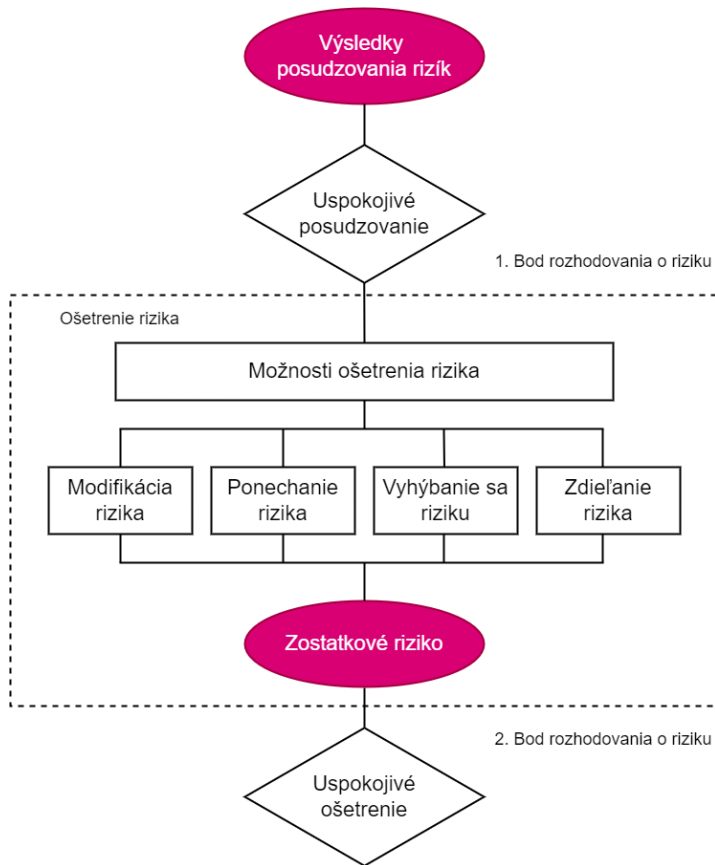 Výsledky
posudzovania rizík
Uspokojivé
posudzovanie
1. Bod rozhodovania o riziku
Ošetrenie rizika
Možnosti ošetrenia rizika
Modifikácia
rizika
Ponechanie
rizika
Vyhýbanie sa
riziku
Zdieľanie
rizika
Zostatkové riziko
2. Bod rozhodovania o riziku
Uspokojivé
ošetrenie